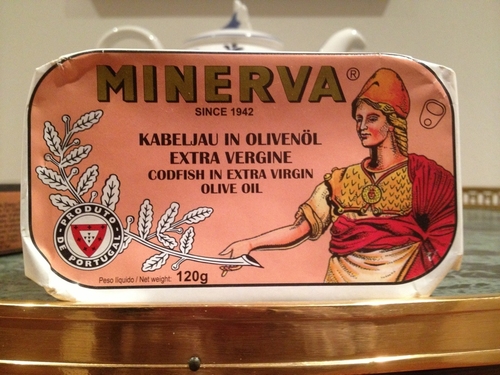 MINERVA®
SINCE 1942
KABELJAU IN OLIVENÖL
EXTRA VERGINE
CODFISH IN EXTRA VIRGIN
OLIVE OIL
PRODUTO
DE PORTUGAL
Peso líquido / Net weight: 120g